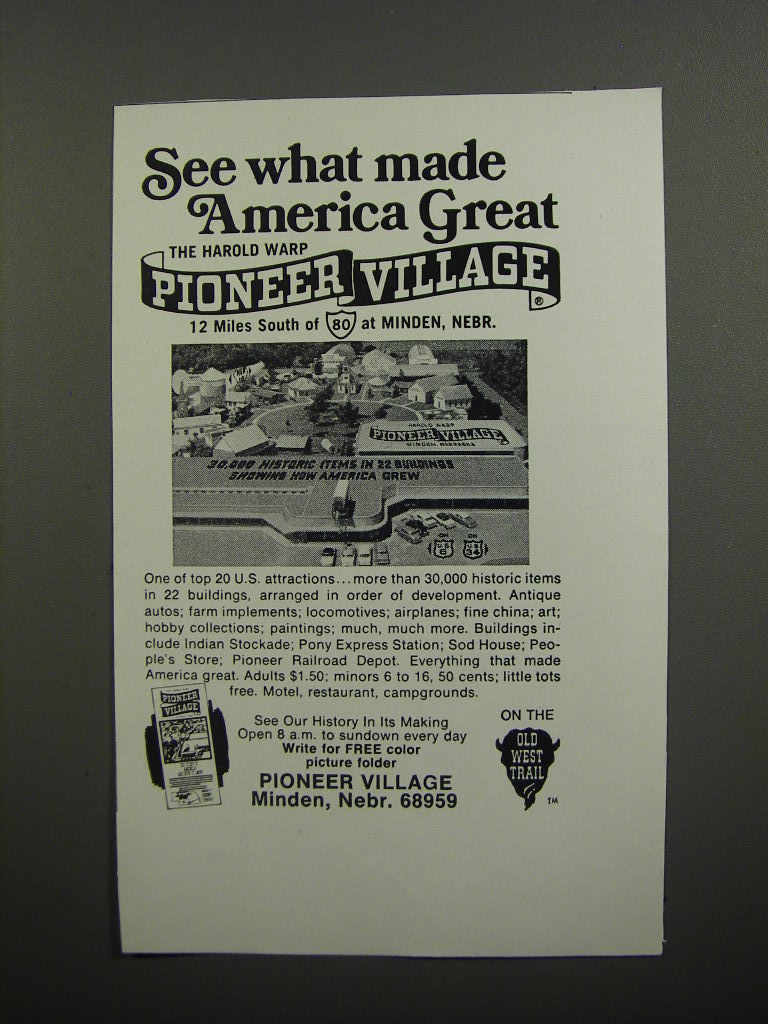 See what made
America Great
THE HAROLD WARP
PIONEER VILLAGE ®
12 Miles South of 80 at MINDEN, NEBR.
HAROLD WARP
PIONEER VILLAGE
MINDEN, NEBRASKA
30,000 HISTORIC ITEMS IN 22 BUILDINGS
SHOWING HOW AMERICA GREW
ON U.S. 6 ON U.S. 34
One of top 20 U.S. attractions...more than 30,000 historic items
in 22 buildings, arranged in order of development. Antique
autos; farm implements; locomotives; airplanes; fine china; art;
hobby collections; paintings; much, much more. Buildings in-
clude Indian Stockade; Pony Express Station; Sod House; Peo-
ple's Store; Pioneer Railroad Depot. Everything that made
America great. Adults $1.50; minors 6 to 16, 50 cents; little tots
free. Motel, restaurant, campgrounds.
PIONEER
VILLAGE
See Our History In Its Making
Open 8 a.m. to sundown every day
Write for FREE color
picture folder
PIONEER VILLAGE
Minden, Nebr. 68959
ON THE
OLD
WEST
TRAIL
TM